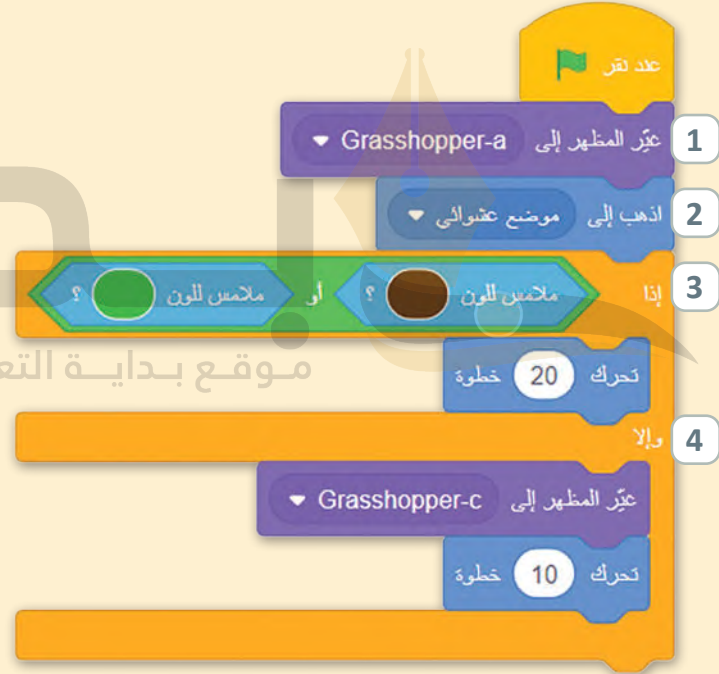 عند نقر
1 غيّر المظهر إلى Grasshopper-a
2 اذهب إلى موضع عشوائي
3 إذا ملامس للون ؟ أو ملامس للون ؟
تحرك 20 خطوة
موقع بداية التع
4 وإلا
غيّر المظهر إلى Grasshopper-c
تحرك 10 خطوة